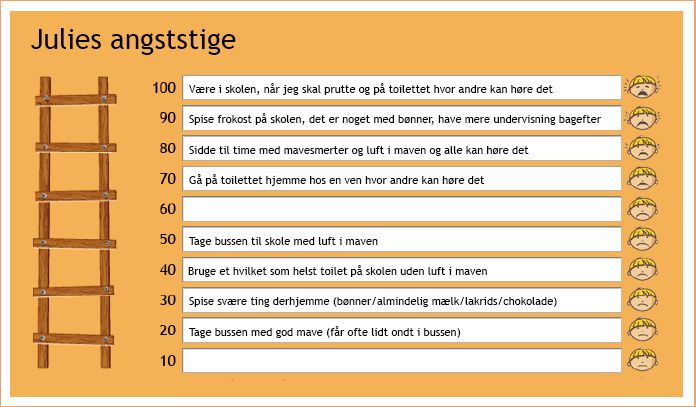 Julies angststige
100 Være i skolen, når jeg skal prutte og på toilettet hvor andre kan høre det
90 Spise frokost på skolen, det er noget med bønner, have mere undervisning bagefter
80 Sidde til time med mavesmerter og luft i maven og alle kan høre det
70 Gå på toilettet hjemme hos en ven hvor andre kan høre det
60
50 Tage bussen til skole med luft i maven
40 Bruge et hvilket som helst toilet på skolen uden luft i maven
30 Spise svære ting derhjemme (bønner/almindelig mælk/lakrids/chokolade)
20 Tage bussen med god mave (får ofte lidt ondt i bussen)
10